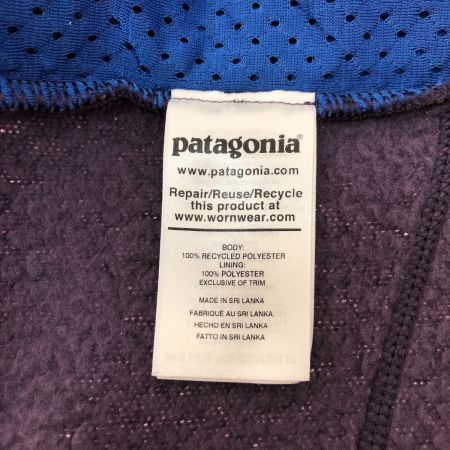 patagonia®
www.patagonia.com
Repair/Reuse/Recycle
this product at
www.wornwear.com
BODY:
100% RECYCLED POLYESTER
LINING:
100% POLYESTER
EXCLUSIVE OF TRIM
MADE IN SRI LANKA
FABRIQUÉ AU SRI LANKA
HECHO EN SRI LANKA
FATTO IN SRI LANKA